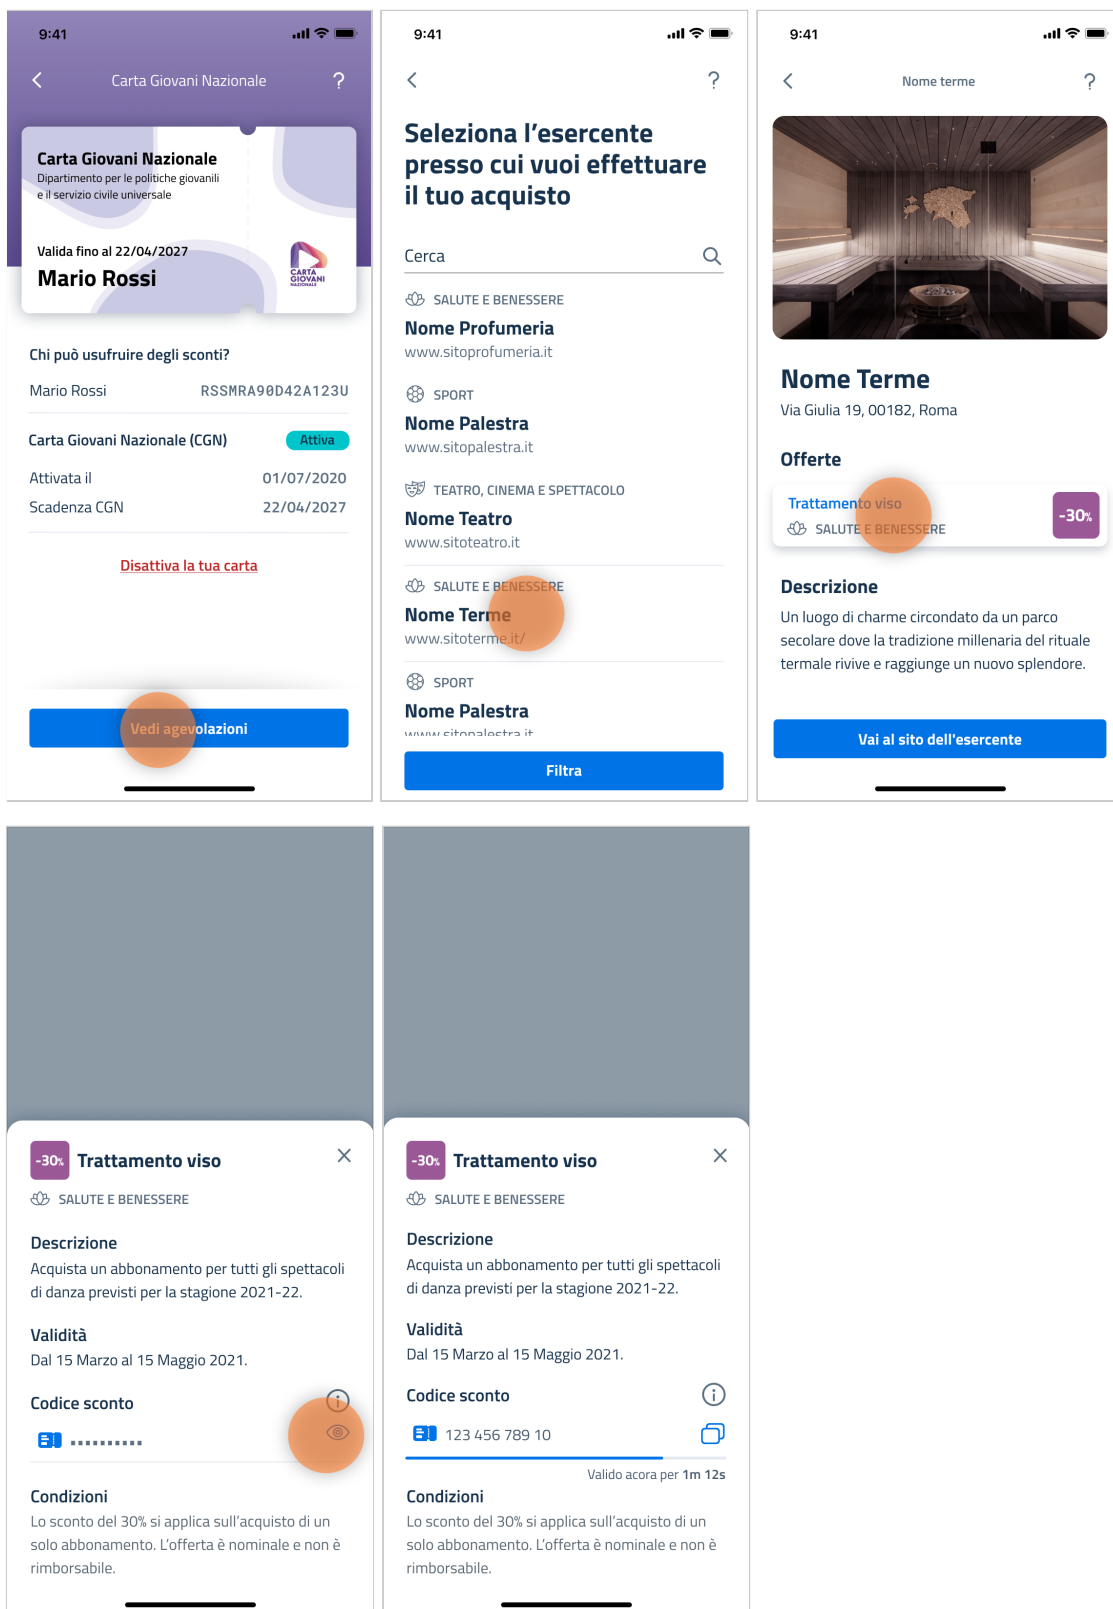 9:41
Carta Giovani Nazionale
?
Carta Giovani Nazionale
Dipartimento per le politiche giovanili
e il servizio civile universale
Valida fino al 22/04/2027
Mario Rossi
CARTA
GIOVANI
NAZIONALE
Chi può usufruire degli sconti?
Mario Rossi RSSMRA90D42A123U
Carta Giovani Nazionale (CGN) Attiva
Attivata il 01/07/2020
Scadenza CGN 22/04/2027
Disattiva la tua carta
Vedi agevolazioni
9:41
?
Seleziona l'esercente
presso cui vuoi effettuare
il tuo acquisto
Cerca
SALUTE E BENESSERE
Nome Profumeria
www.sitoprofumeria.it
SPORT
Nome Palestra
www.sitopalestra.it
TEATRO, CINEMA E SPETTACOLO
Nome Teatro
www.sitoteatro.it
SALUTE E BENESSERE
Nome Terme
www.sitoterme.it/
SPORT
Nome Palestra
www.sitopalestra.it
Filtra
9:41
Nome terme
?
Nome Terme
Via Giulia 19, 00182, Roma
Offerte
Trattamento viso
SALUTE E BENESSERE
-30%
Descrizione
Un luogo di charme circondato da un parco
secolare dove la tradizione millenaria del rituale
termale rivive e raggiunge un nuovo splendore.
Vai al sito dell'esercente
-30% Trattamento viso
SALUTE E BENESSERE
Descrizione
Acquista un abbonamento per tutti gli spettacoli
di danza previsti per la stagione 2021-22.
Validità
Dal 15 Marzo al 15 Maggio 2021.
Codice sconto
Condizioni
Lo sconto del 30% si applica sull'acquisto di un
solo abbonamento. L'offerta è nominale e non è
rimborsabile.
-30% Trattamento viso
SALUTE E BENESSERE
Descrizione
Acquista un abbonamento per tutti gli spettacoli
di danza previsti per la stagione 2021-22.
Validità
Dal 15 Marzo al 15 Maggio 2021.
Codice sconto
123 456 789 10
Valido acora per 1m 12s
Condizioni
Lo sconto del 30% si applica sull'acquisto di un
solo abbonamento. L'offerta è nominale e non è
rimborsabile.